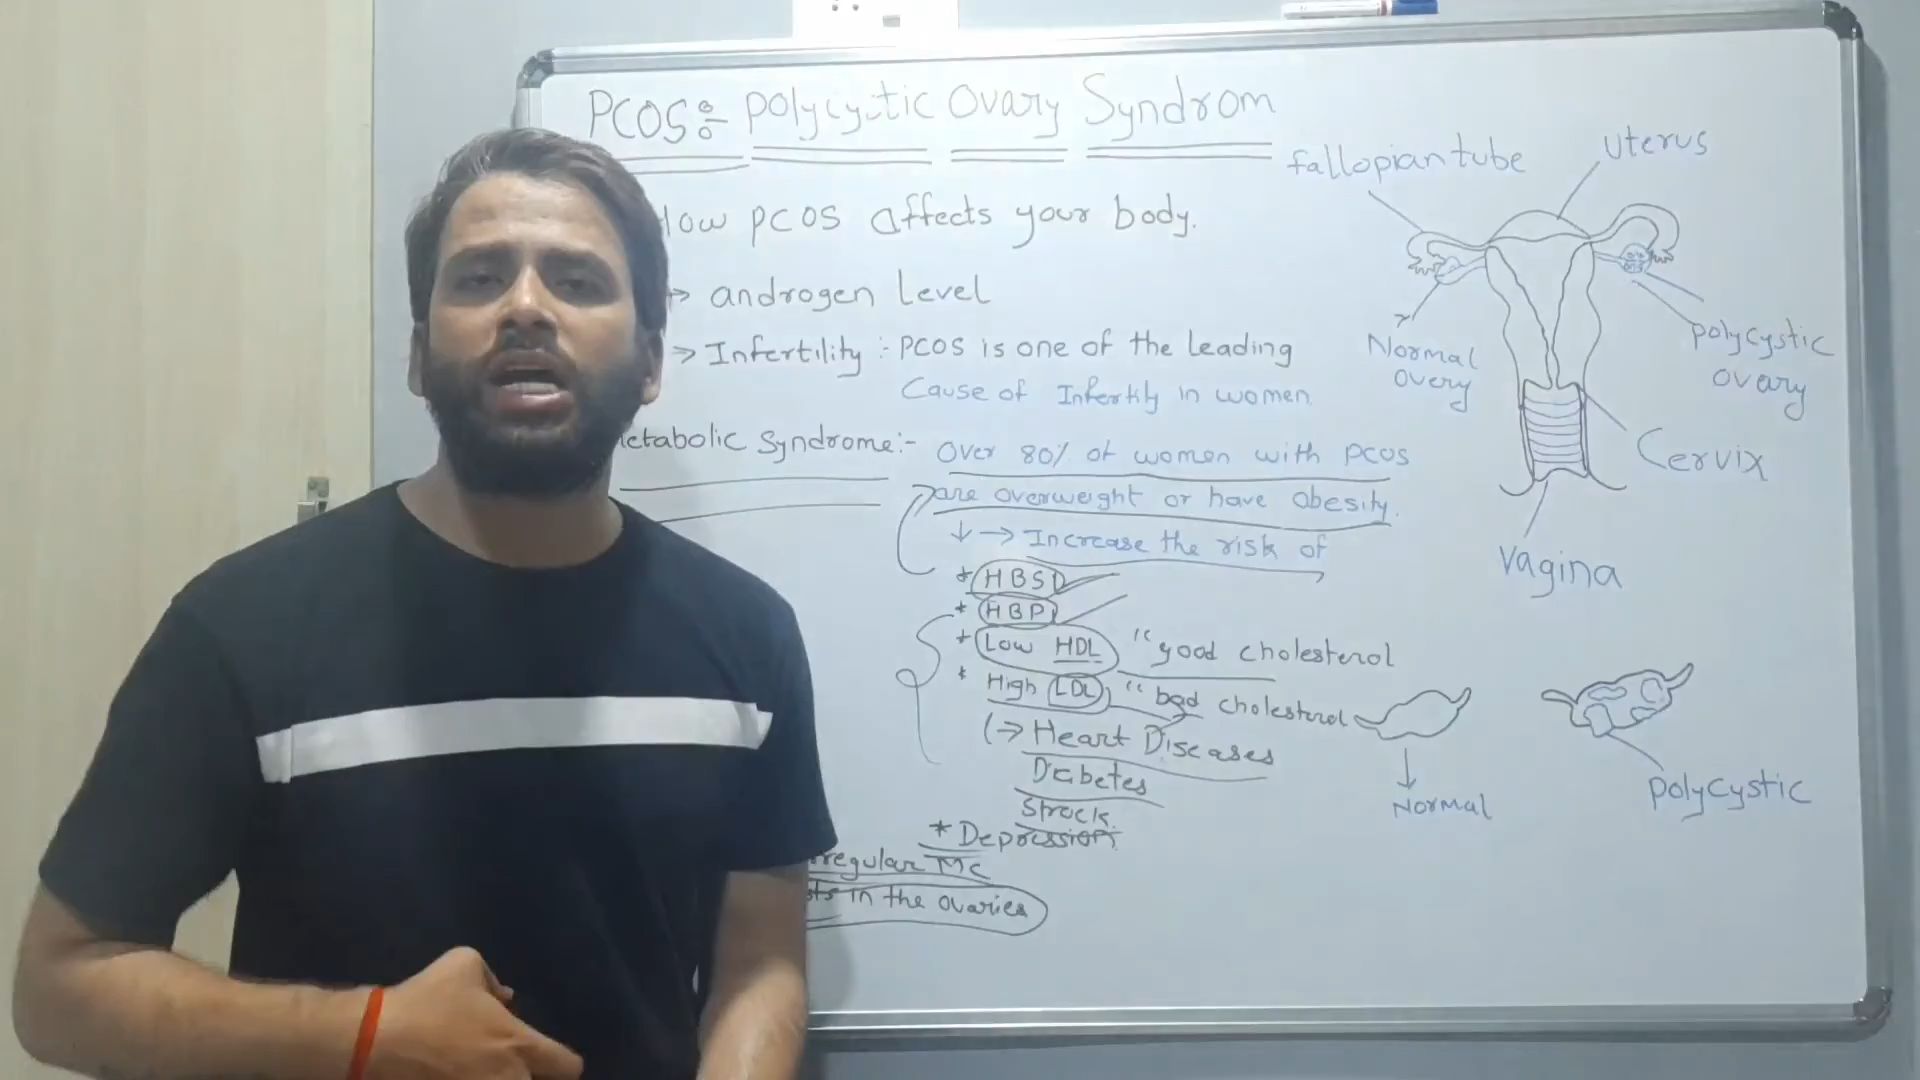 PCOS:- Polycystic Ovary Syndrom
How PCOS affects your body.
→ androgen Level
→ Infertility :- PCOS is one of the leading
Cause of Infertility in women
Metabolic Syndrome:- Over 80% of women with PCOS
are overweight or have obesity.
↓ → Increase the risk of
* HBSL
* HBP
* Low HDL "good cholesterol
* High LDL "bad cholesterol
(→ Heart Diseases
Diabetes
Strock
* Depression
Irregular MC
in the ovaries
fallopian tube
Uterus
Normal
Overy
polycystic
ovary
Cervix
Vagina
Normal
polycystic